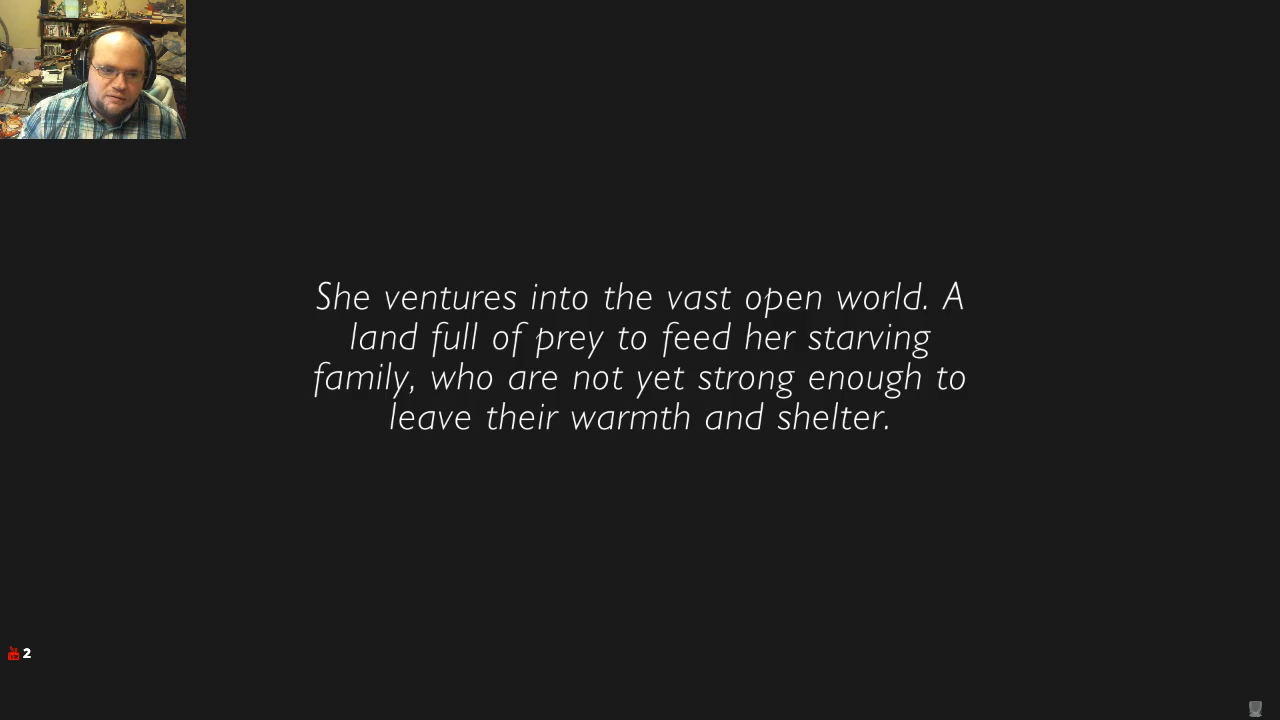 She ventures into the vast open world. A
land full of prey to feed her starving
family, who are not yet strong enough to
leave their warmth and shelter.
2